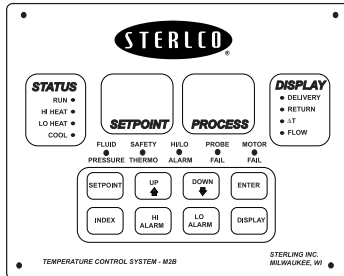 STERLCO®
STATUS
RUN
HI HEAT
LO HEAT
COOL
SETPOINT
PROCESS
DISPLAY
DELIVERY
RETURN
ΔT
FLOW
FLUID PRESSURE
SAFETY THERMO
HI/LO ALARM
PROBE FAIL
MOTOR FAIL
SETPOINT
UP
DOWN
ENTER
INDEX
HI ALARM
LO ALARM
DISPLAY
TEMPERATURE CONTROL SYSTEM - M2B
STERLING INC.
MILWAUKEE, WI